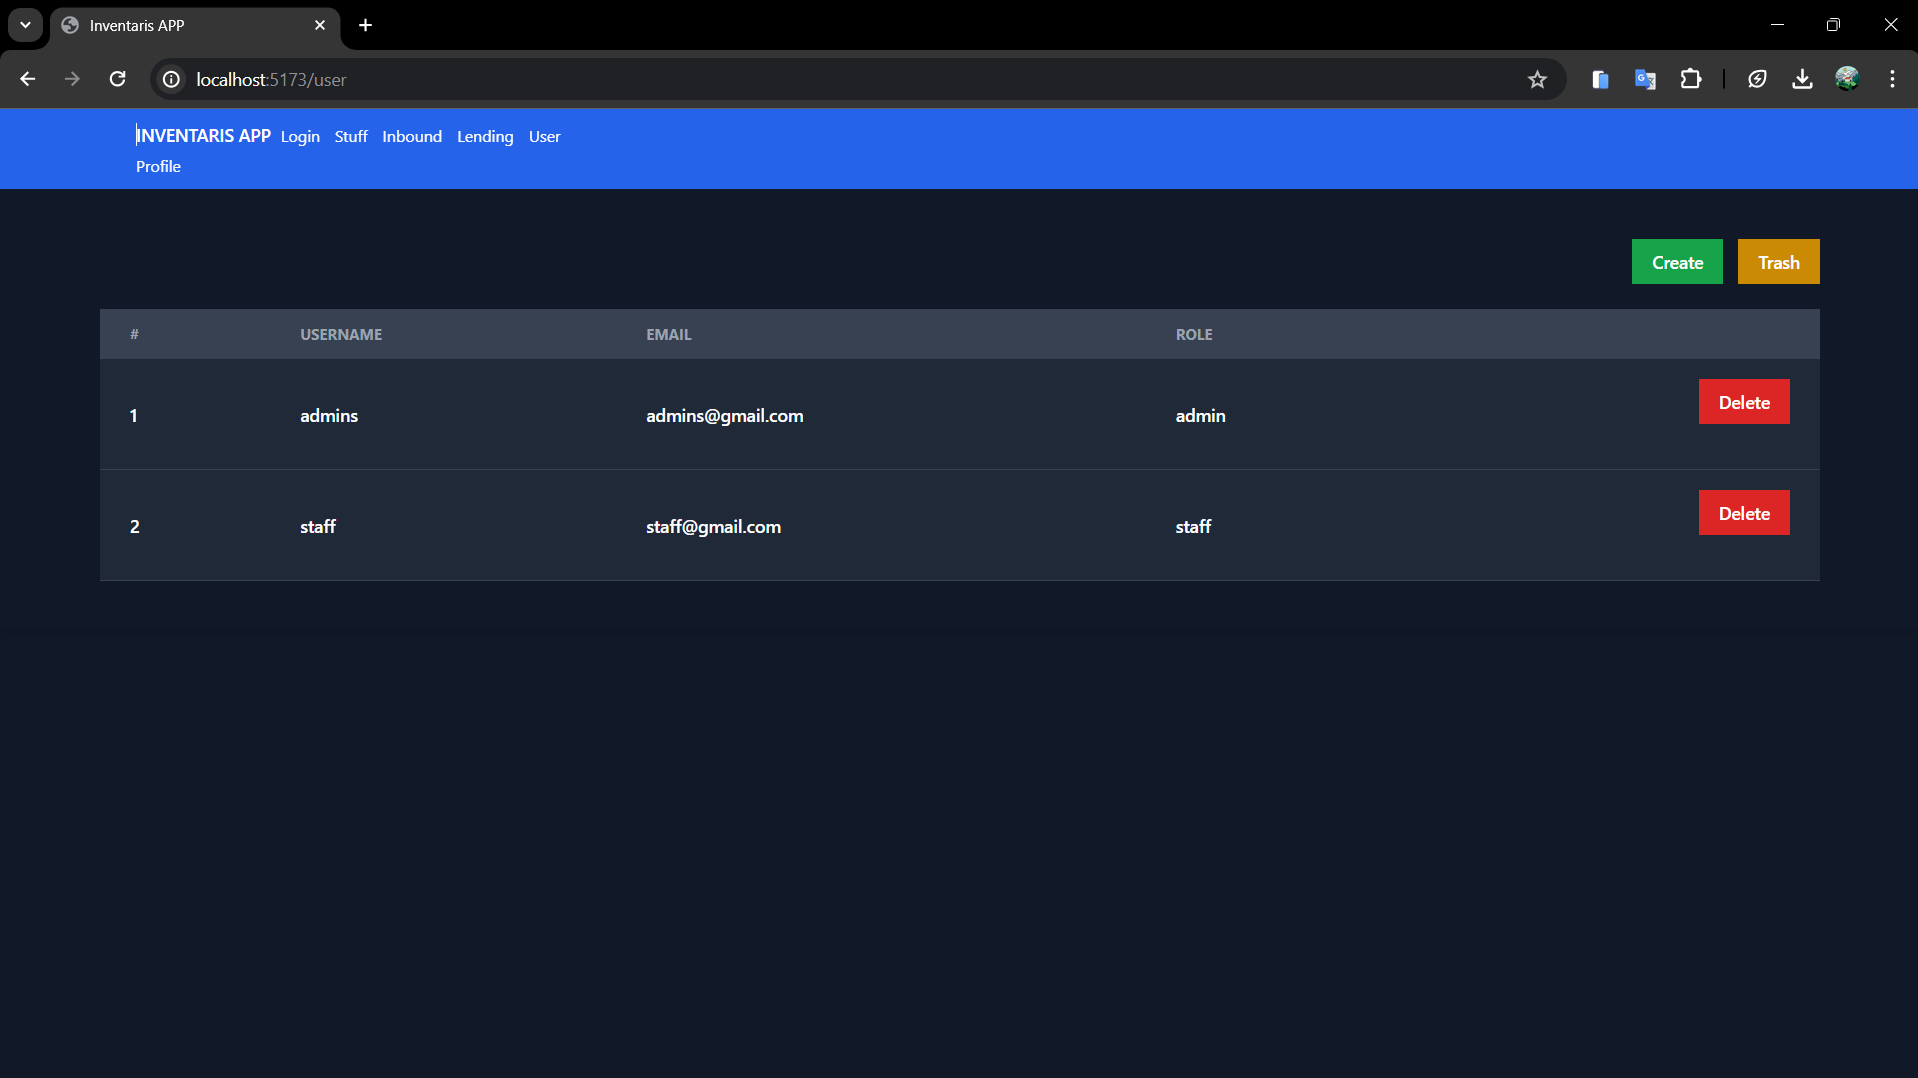 Inventaris APP
localhost:5173/user
INVENTARIS APP Login Stuff Inbound Lending User
Profile
Create Trash
# USERNAME EMAIL ROLE
1 admins admins@gmail.com admin Delete
2 staff staff@gmail.com staff Delete